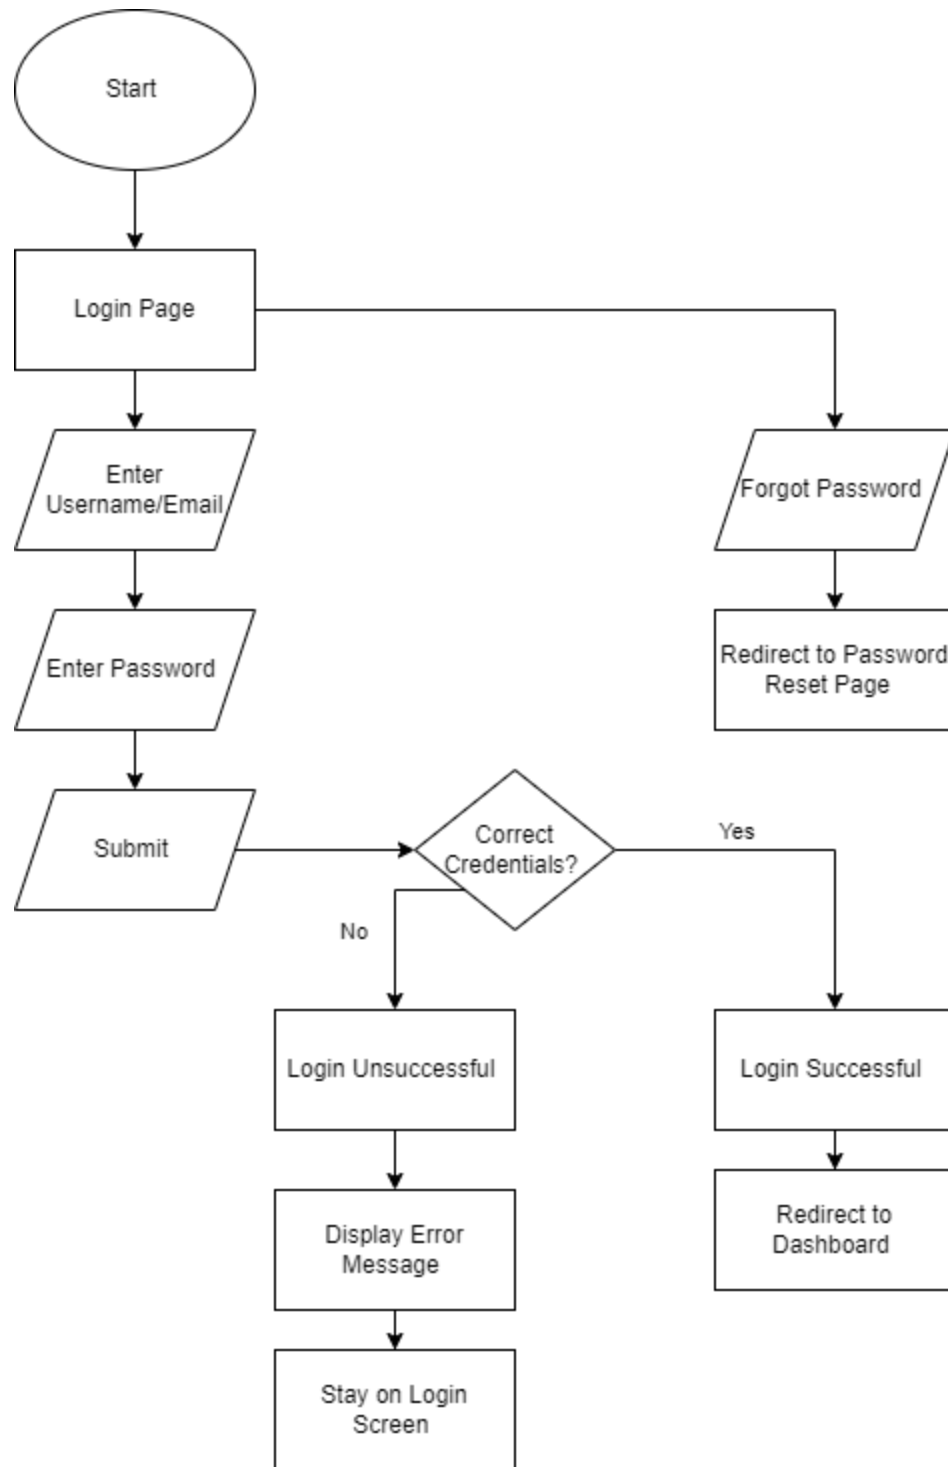 Start
Login Page
Enter
Username/Email
Forgot Password
Enter Password
Redirect to Password
Reset Page
Submit
Correct
Credentials?
Yes
No
Login Unsuccessful
Login Successful
Display Error
Message
Redirect to
Dashboard
Stay on Login
Screen